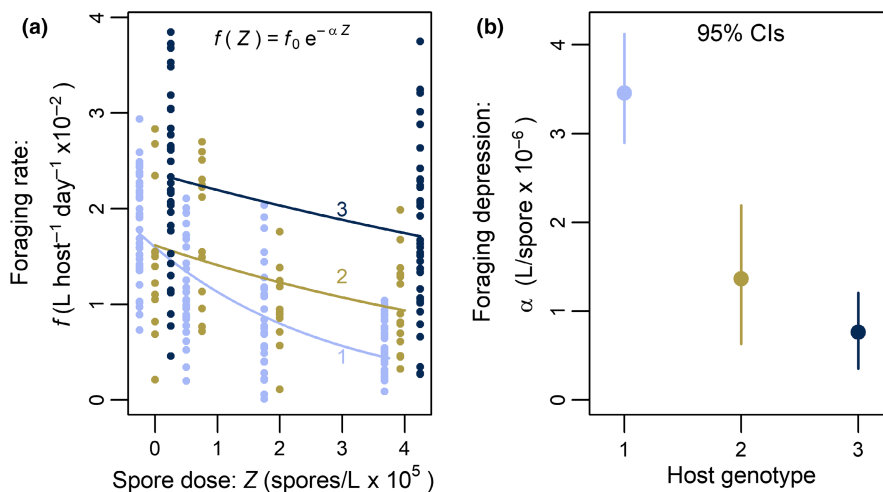 (a)
f ( Z ) = f₀ e^−α Z
Foraging rate:
f (L host⁻¹ day⁻¹ x10⁻²)
0
1
2
3
4
3
2
1
0 1 2 3 4
Spore dose: Z (spores/L x 10⁵)
(b)
95% CIs
Foraging depression:
α (L/spore x 10⁻⁶)
0
1
2
3
4
1 2 3
Host genotype